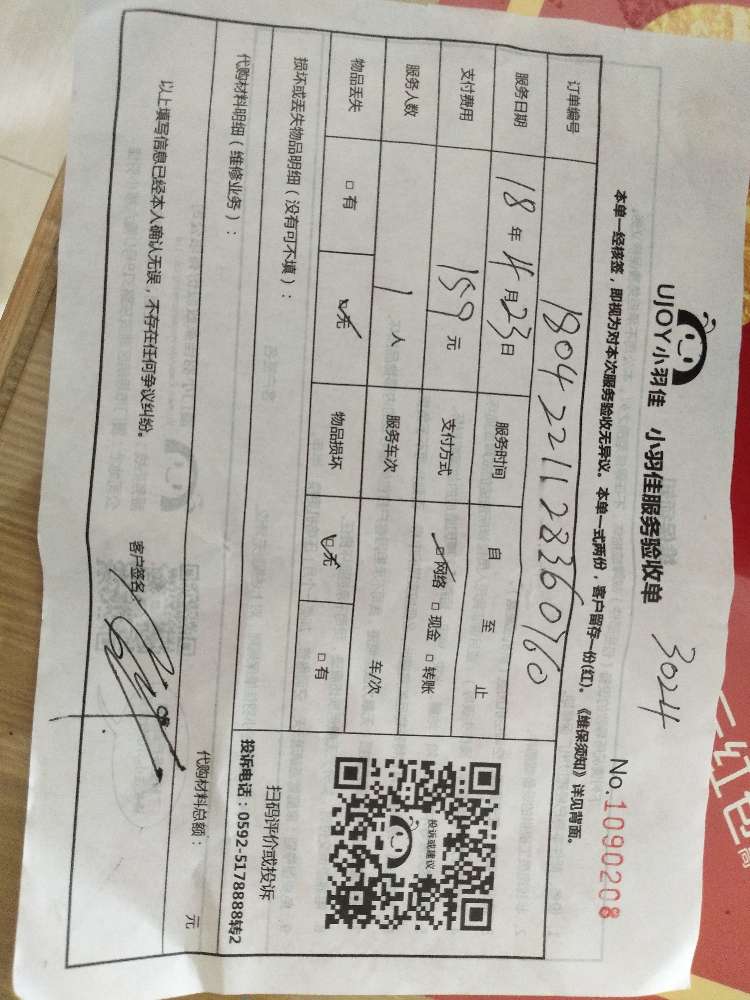 UJOY小羽佳 小羽佳服务验收单 3024
No.1090208
本单一经核签，即视为对本次服务验收无异议。本单一式两份，客户留存一份(红)。《维保须知》详见背面。
订单编号 1804221128360760
服务日期 18 年 4 月 23 日 服务时间 自 至 止
支付费用 159 元 支付方式 ☑网络 □现金 □转账
服务人数 1 人 服务车次 车/次
物品丢失 □有 ☑无 物品损坏 ☑无 □有
投诉或建议
扫码评价或投诉
投诉电话：0592-5178888转2
损坏或丢失物品明细（没有可不填）：
代购材料明细（维修业务）：
代购材料总额： 元
以上填写信息已经本人确认无误，不存在任何争议纠纷。
客户签名：